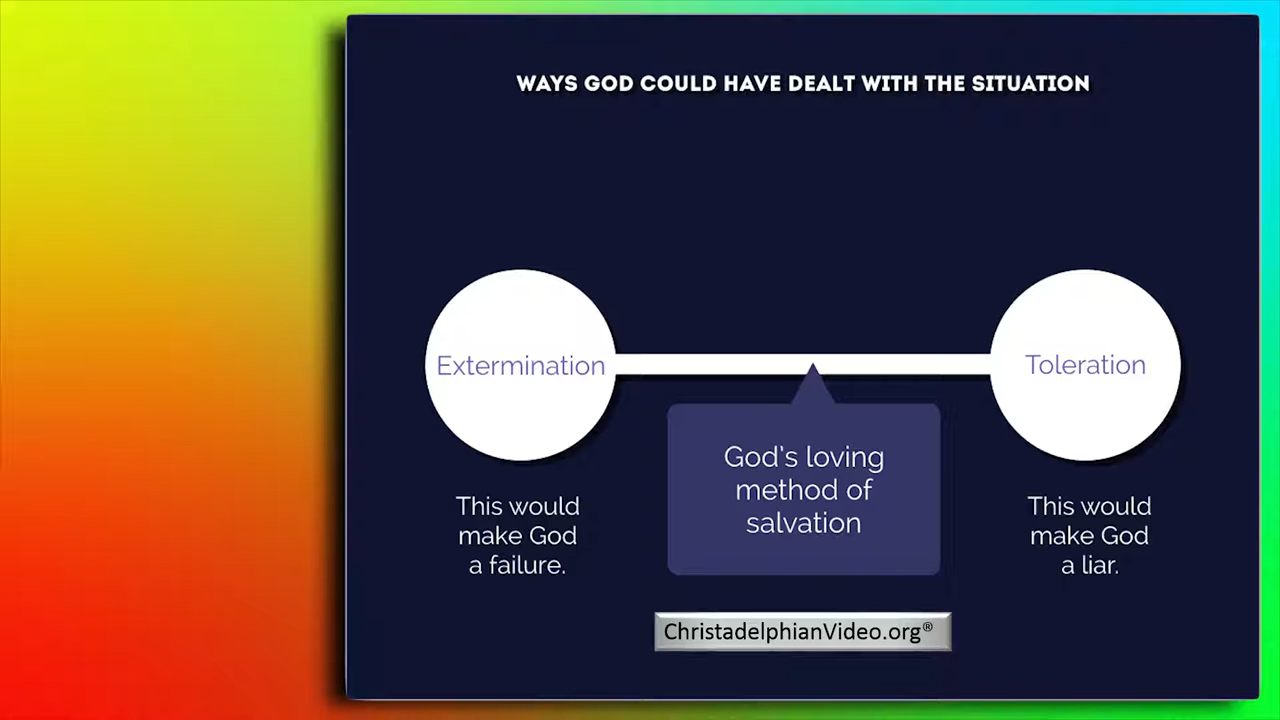 WAYS GOD COULD HAVE DEALT WITH THE SITUATION
Extermination
This would
make God
a failure.
God's loving
method of
salvation
Toleration
This would
make God
a liar.
ChristadelphianVideo.org®